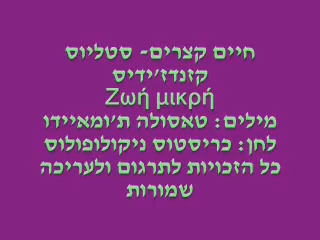 חיים קצרים- סטליוס
קזנדז'ידיס
Ζωή μικρή
מילים: טאסולה ת'ומאיידו
לחן: כריסטוס ניקולופולוס
כל הזכויות לתרגום ולעריכה
שמורות